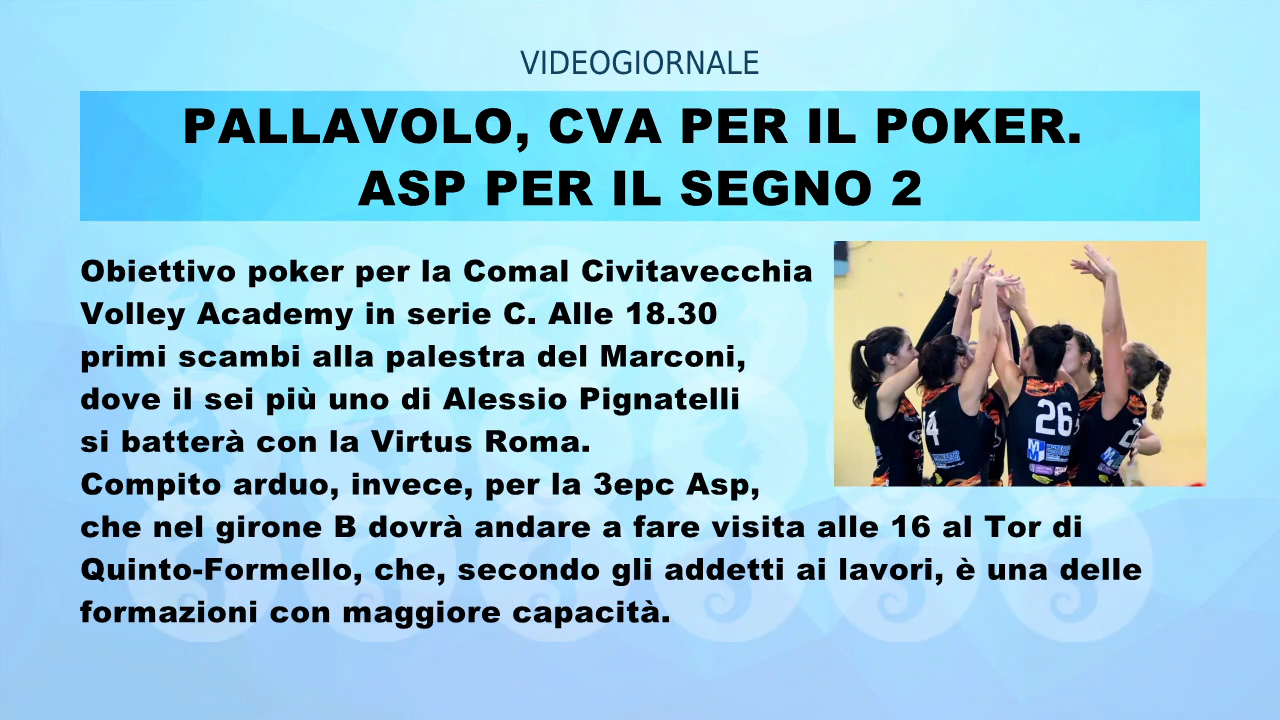 VIDEOGIORNALE
PALLAVOLO, CVA PER IL POKER.
ASP PER IL SEGNO 2
Obiettivo poker per la Comal Civitavecchia
Volley Academy in serie C. Alle 18.30
primi scambi alla palestra del Marconi,
dove il sei più uno di Alessio Pignatelli
si batterà con la Virtus Roma.
Compito arduo, invece, per la 3epc Asp,
che nel girone B dovrà andare a fare visita alle 16 al Tor di
Quinto-Formello, che, secondo gli addetti ai lavori, è una delle
formazioni con maggiore capacità.
26